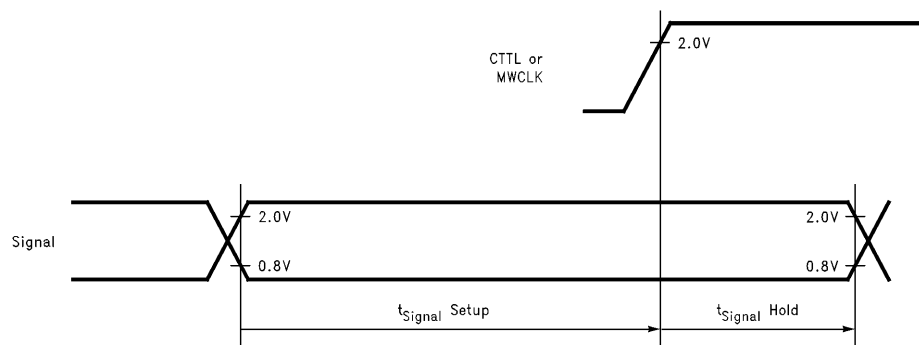 CTTL or
MWCLK
2.0V
Signal
2.0V
0.8V
2.0V
0.8V
tSignal Setup
tSignal Hold